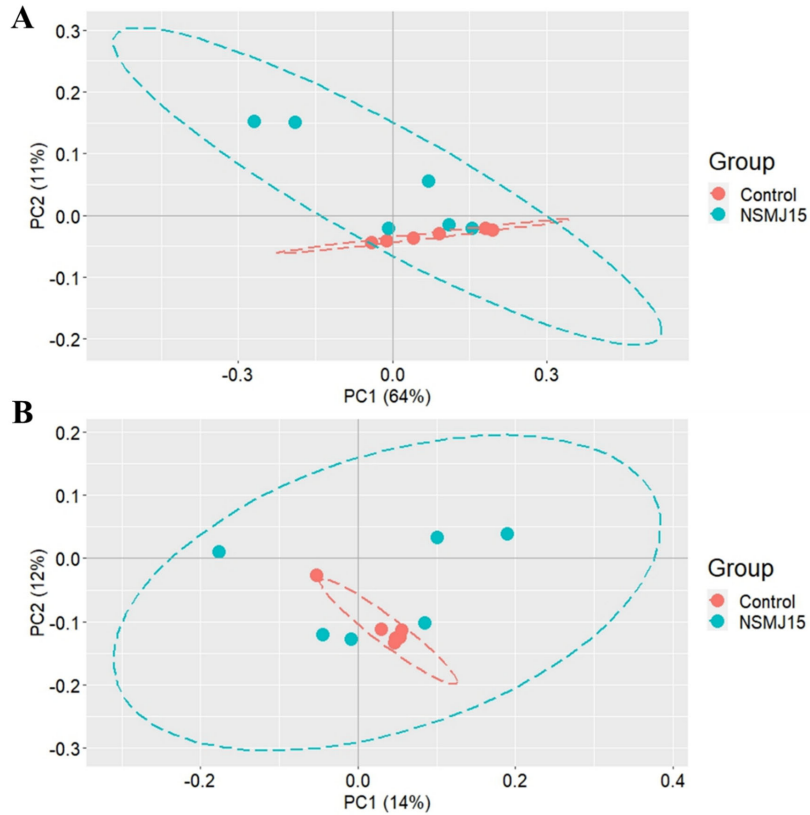 A
0.3
0.2
0.1
0.0
-0.1
-0.2
PC2 (11%)
-0.3
0.0
0.3
PC1 (64%)
Group
Control
NSMJ15
B
0.2
0.1
0.0
-0.1
-0.2
-0.3
PC2 (12%)
-0.2
0.0
0.2
0.4
PC1 (14%)
Group
Control
NSMJ15